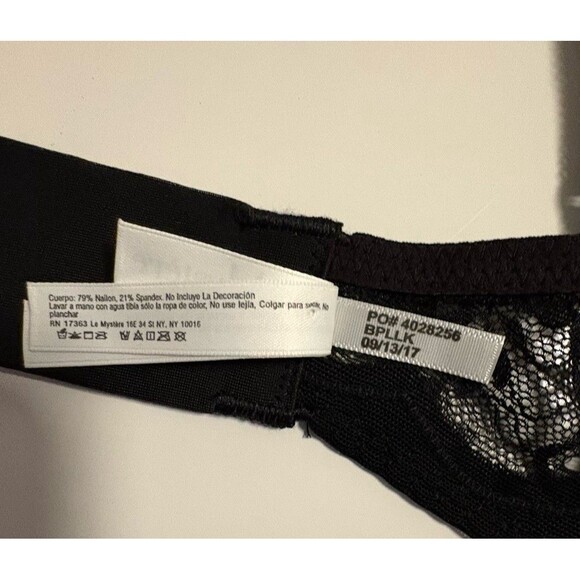 Cuerpo: 79% Nailon, 21% Spandex. No Incluyo La Decoración
Lavar a mano con agua tibia sólo la ropa de color, No use lejía, Colgar para secar, No
planchar
RN 17363 Le Mystère 16E 34 St NY, NY 10016
PO# 4028256
BPLLK
09/13/17